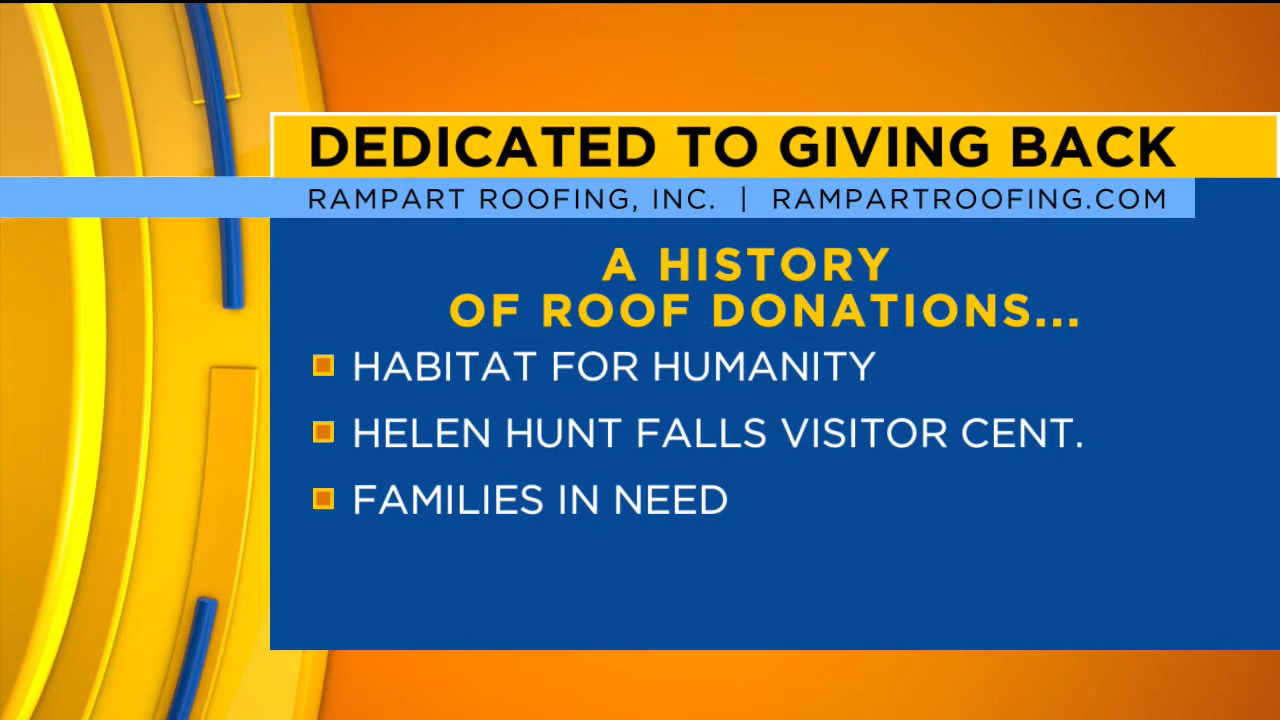 DEDICATED TO GIVING BACK
RAMPART ROOFING, INC. | RAMPARTROOFING.COM
A HISTORY
OF ROOF DONATIONS...
HABITAT FOR HUMANITY
HELEN HUNT FALLS VISITOR CENT.
FAMILIES IN NEED